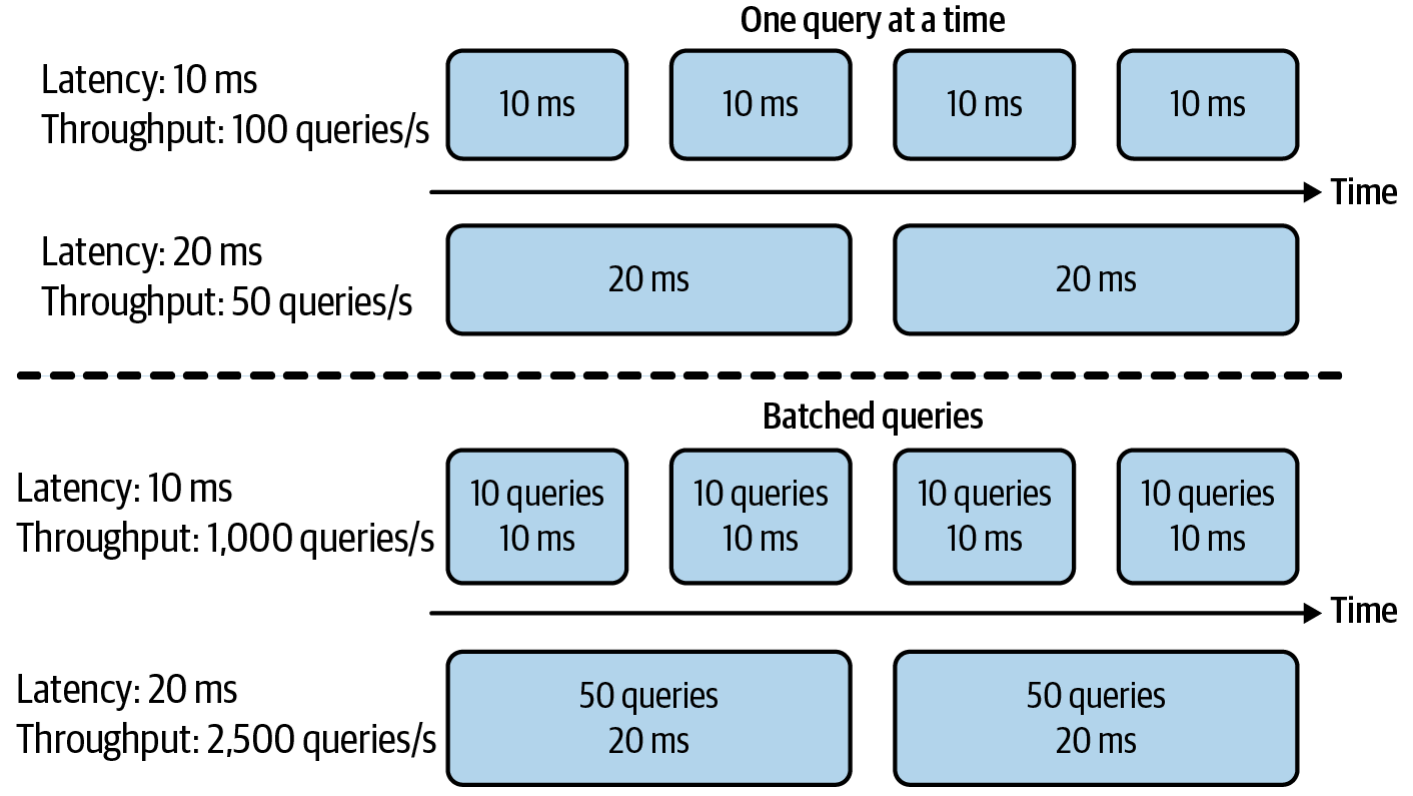 One query at a time
Latency: 10 ms
Throughput: 100 queries/s
10 ms
10 ms
10 ms
10 ms
Time
Latency: 20 ms
Throughput: 50 queries/s
20 ms
20 ms
Batched queries
Latency: 10 ms
Throughput: 1,000 queries/s
10 queries
10 ms
10 queries
10 ms
10 queries
10 ms
10 queries
10 ms
Time
Latency: 20 ms
Throughput: 2,500 queries/s
50 queries
20 ms
50 queries
20 ms